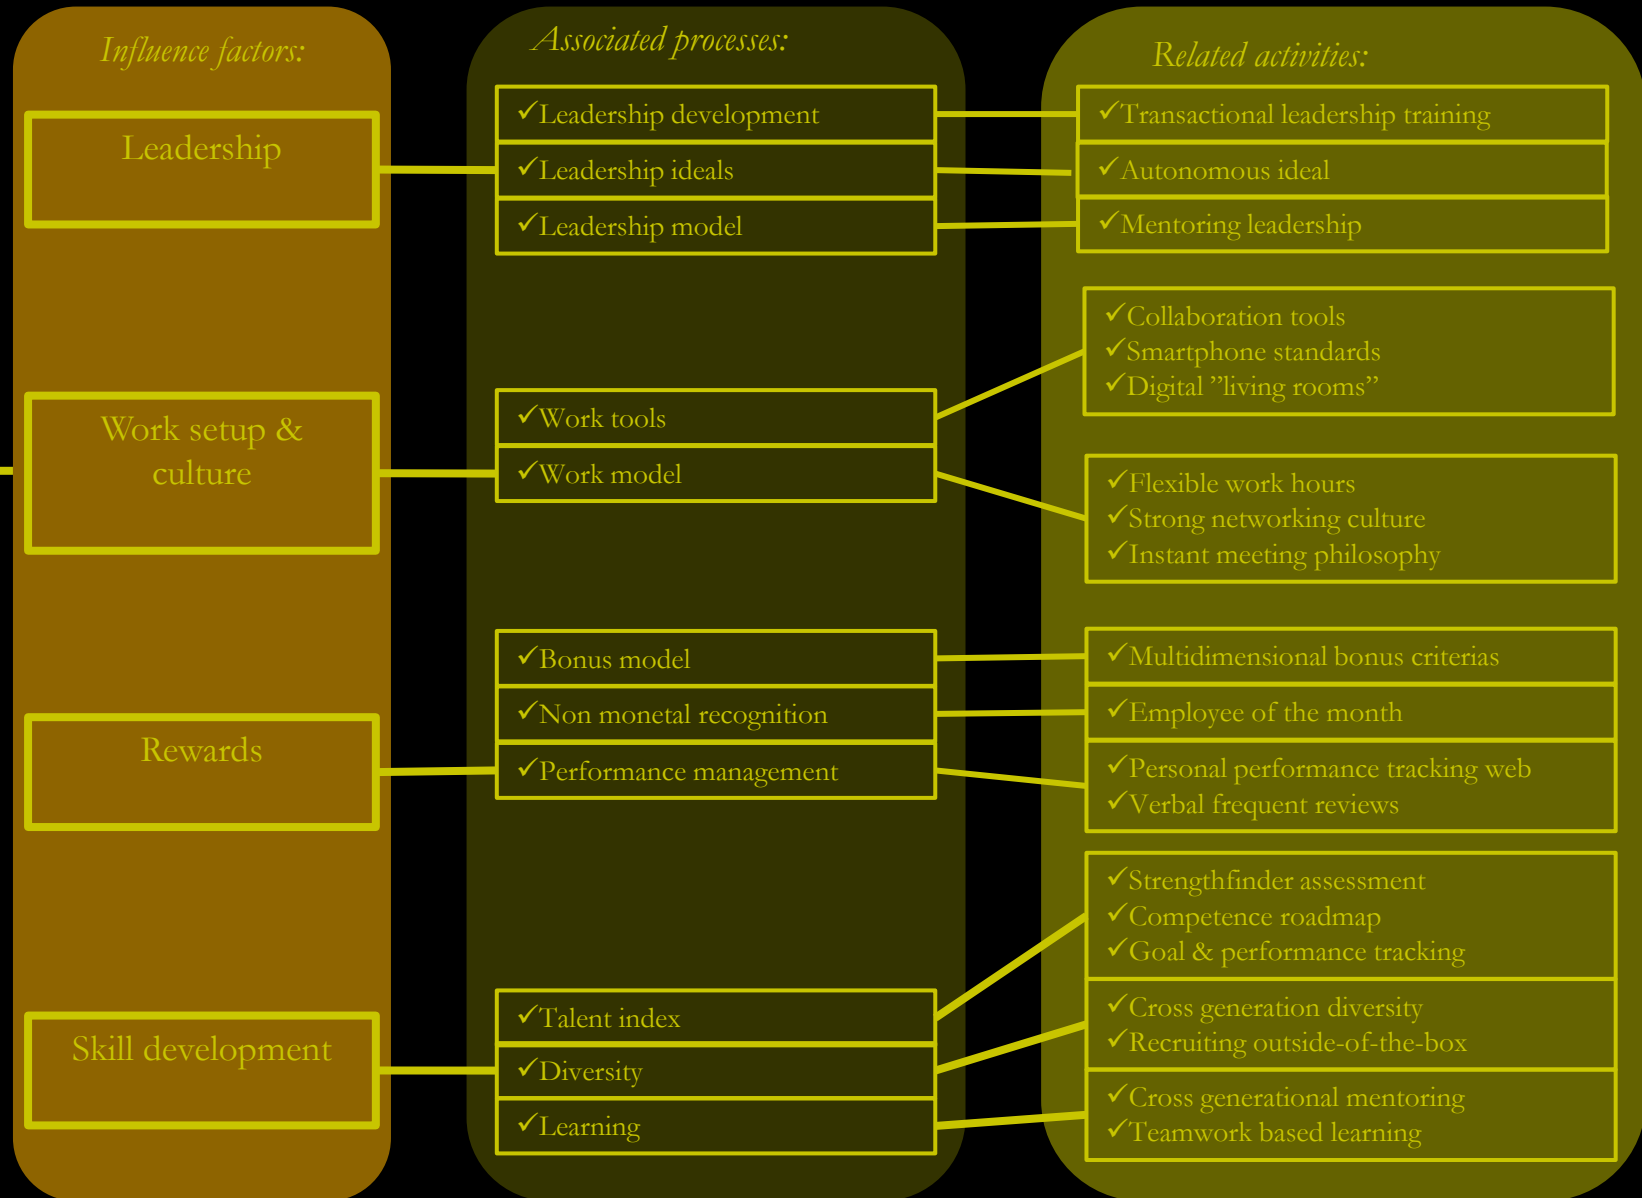 Influence factors:
Leadership
Work setup &
culture
Rewards
Skill development
Associated processes:
✓Leadership development
✓Leadership ideals
✓Leadership model
✓Work tools
✓Work model
✓Bonus model
✓Non monetal recognition
✓Performance management
✓Talent index
✓Diversity
✓Learning
Related activities:
✓Transactional leadership training
✓Autonomous ideal
✓Mentoring leadership
✓Collaboration tools
✓Smartphone standards
✓Digital ”living rooms”
✓Flexible work hours
✓Strong networking culture
✓Instant meeting philosophy
✓Multidimensional bonus criterias
✓Employee of the month
✓Personal performance tracking web
✓Verbal frequent reviews
✓Strengthfinder assessment
✓Competence roadmap
✓Goal & performance tracking
✓Cross generation diversity
✓Recruiting outside-of-the-box
✓Cross generational mentoring
✓Teamwork based learning